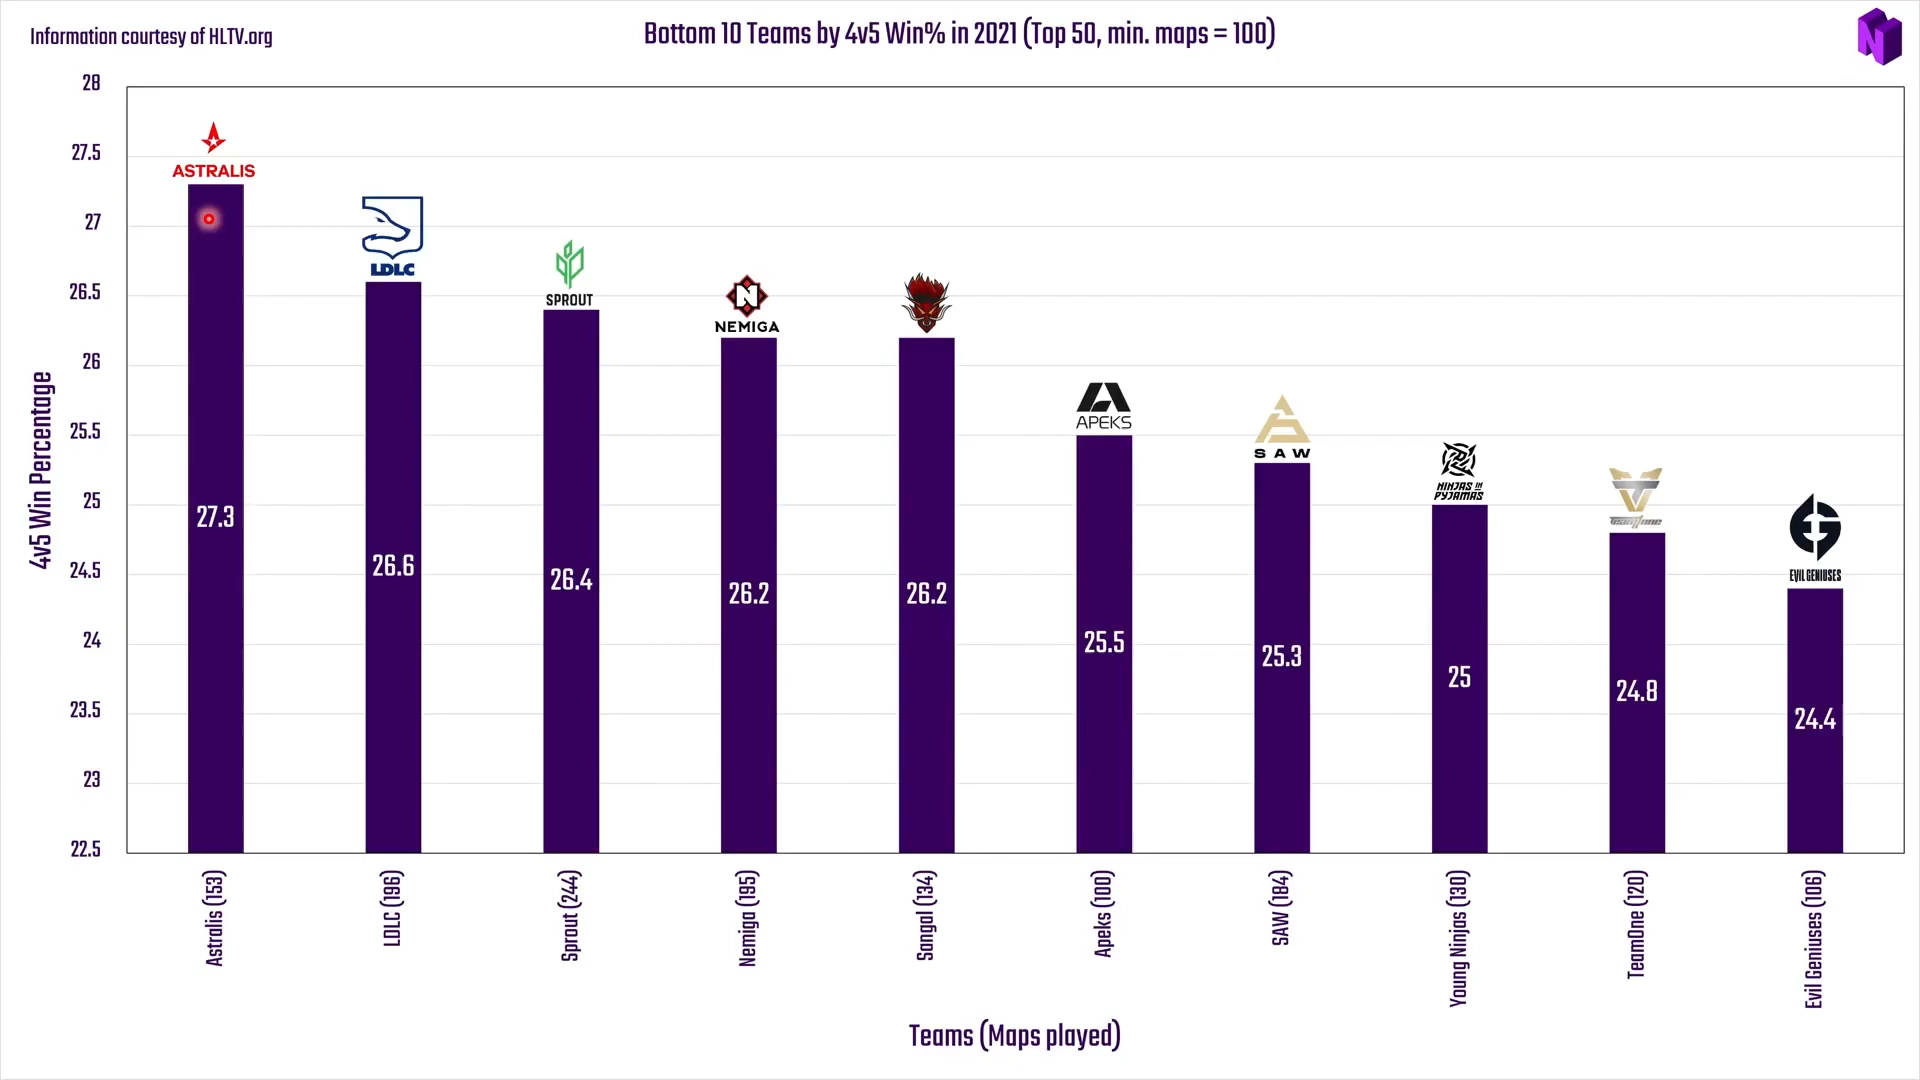 Information courtesy of HLTV.org
Bottom 10 Teams by 4v5 Win% in 2021 (Top 50, min. maps = 100)
28
27.5
27
26.5
26
25.5
25
24.5
24
23.5
23
22.5
4v5 Win Percentage
ASTRALIS
LDLC
SPROUT
NEMIGA
APEKS
SAW
NINJAS IN
PYJAMAS
TeamOne
EVIL GENIUSES
27.3
26.6
26.4
26.2
26.2
25.5
25.3
25
24.8
24.4
Astralis (153)
LDLC (196)
Sprout (244)
Nemiga (195)
Sangal (134)
Apeks (100)
SAW (184)
Young Ninjas (130)
TeamOne (120)
Evil Geniuses (106)
Teams (Maps played)